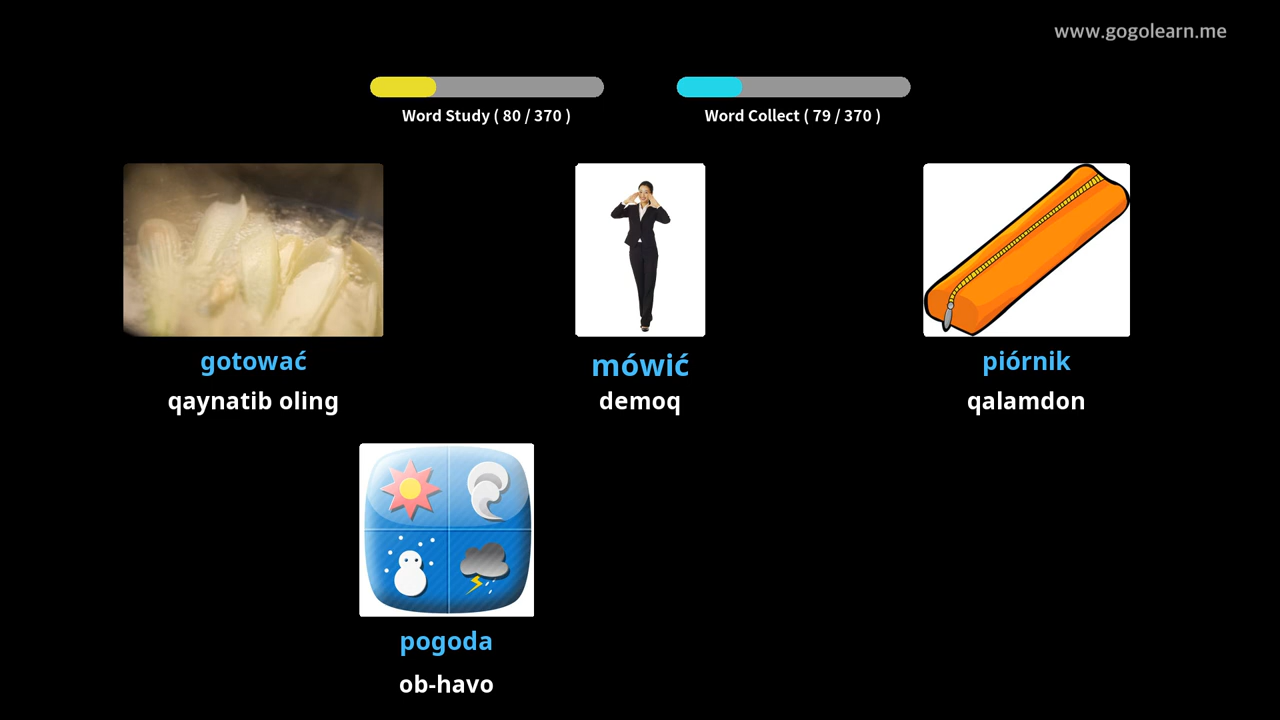 www.gogolearn.me
Word Study ( 80 / 370 )
Word Collect ( 79 / 370 )
gotować
mówić
piórnik
qaynatib oling
demoq
qalamdon
pogoda
ob-havo